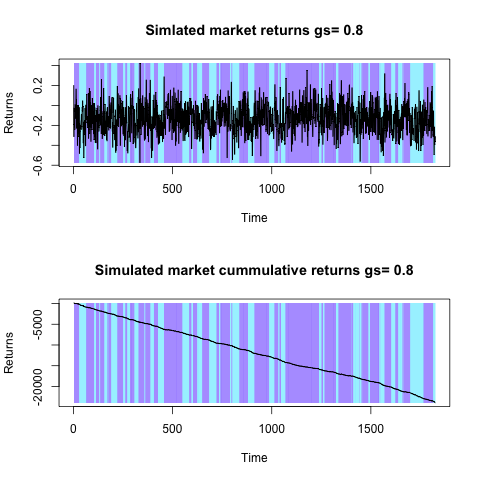 Simlated market returns gs= 0.8
Returns
0.2
-0.2
-0.6
0 500 1000 1500
Time
Simulated market cummulative returns gs= 0.8
Returns
-5000
-20000
0 500 1000 1500
Time